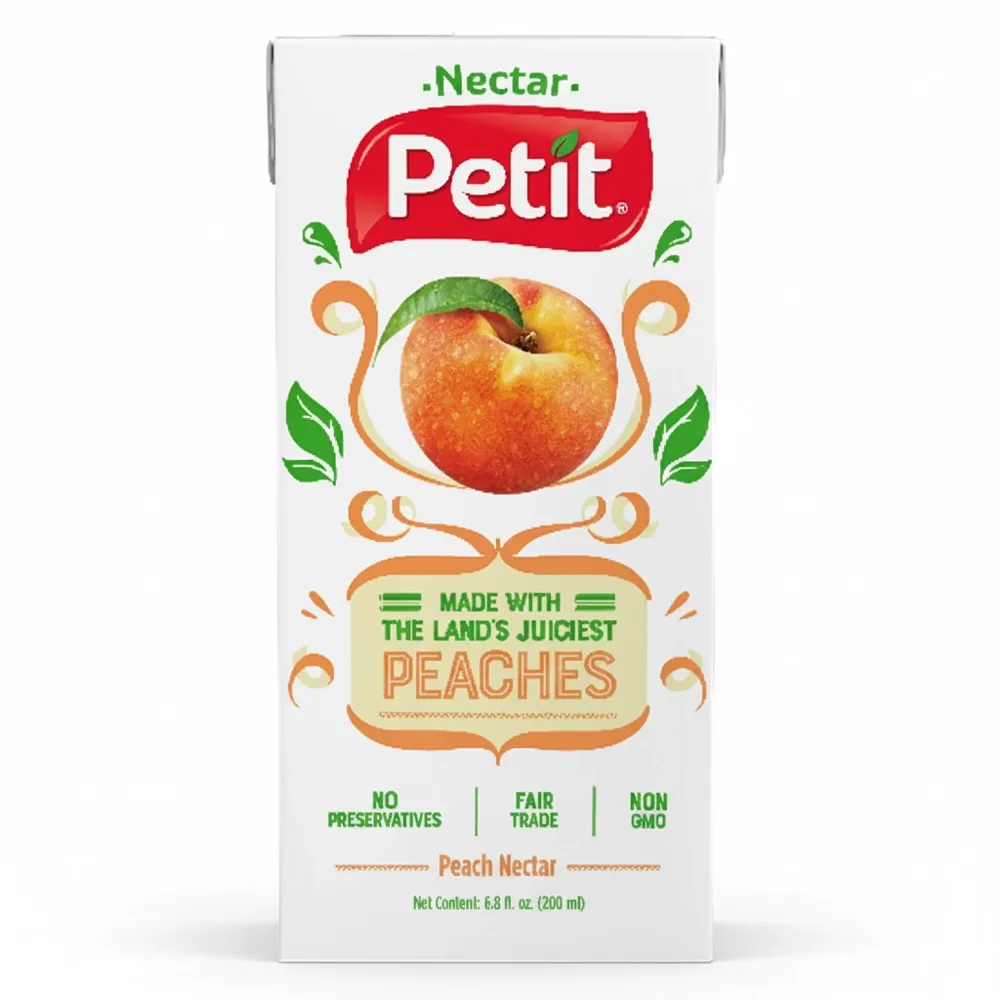 ·Nectar·
Petit®
MADE WITH
THE LAND'S JUICIEST
PEACHES
NO PRESERVATIVES
FAIR TRADE
NON GMO
Peach Nectar
Net Content: 6.8 fl. oz. (200 ml)